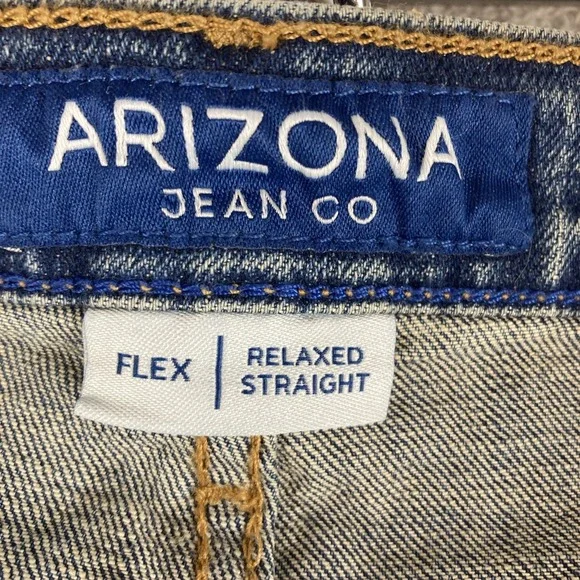 ARIZONA
JEAN CO
FLEX
RELAXED
STRAIGHT